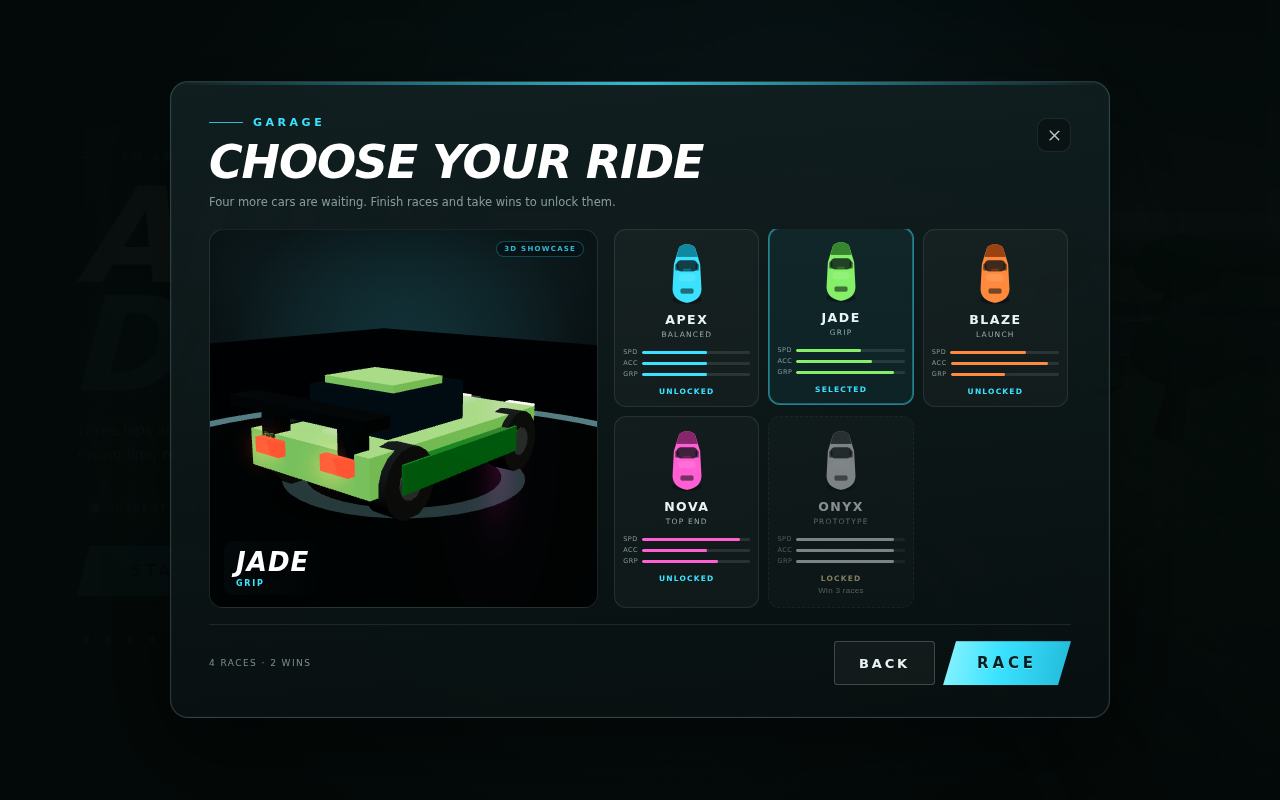 GARAGE
CHOOSE YOUR RIDE
Four more cars are waiting. Finish races and take wins to unlock them.
3D SHOWCASE
JADE
GRIP
APEX
BALANCED
SPD
ACC
GRP
UNLOCKED
JADE
GRIP
SPD
ACC
GRP
SELECTED
BLAZE
LAUNCH
SPD
ACC
GRP
UNLOCKED
NOVA
TOP END
SPD
ACC
GRP
UNLOCKED
ONYX
PROTOTYPE
SPD
ACC
GRP
LOCKED
Win 3 races
4 RACES · 2 WINS
BACK
RACE